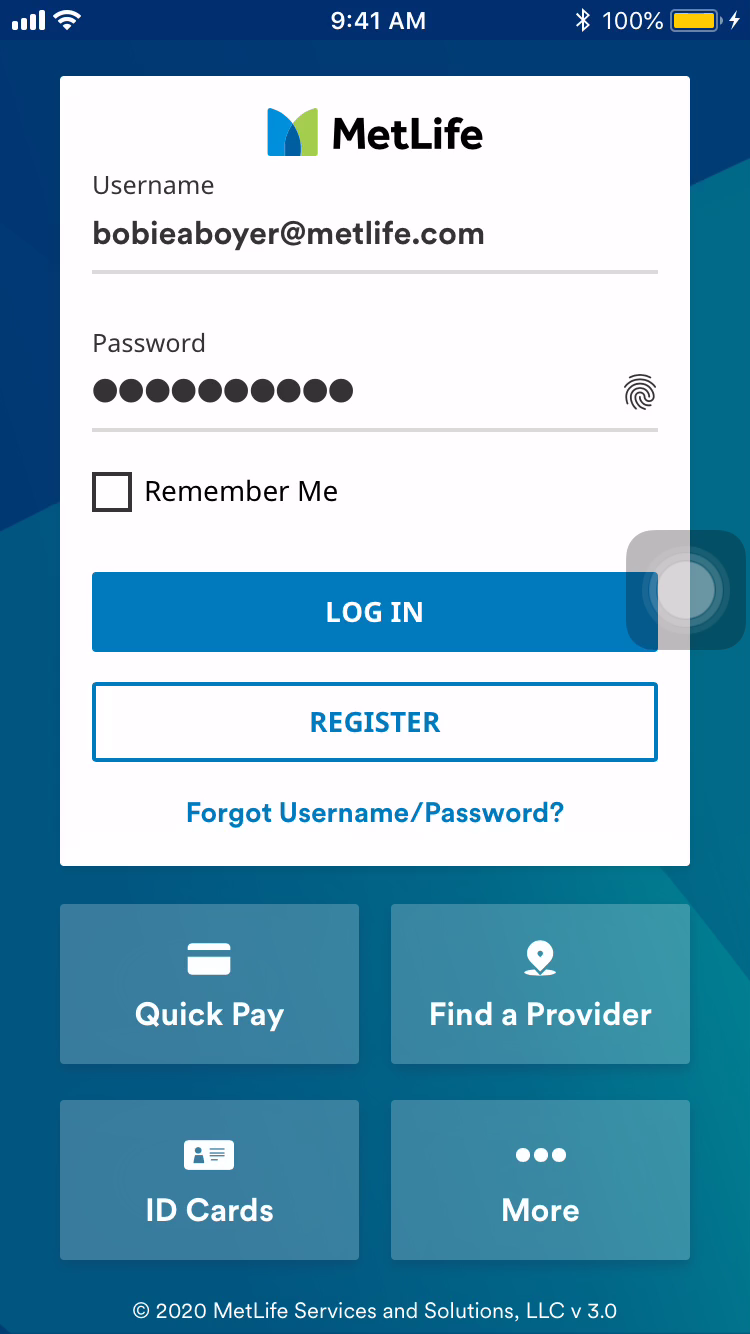 9:41 AM
100%
MetLife
Username
bobieaboyer@metlife.com
Password
●●●●●●●●●●
Remember Me
LOG IN
REGISTER
Forgot Username/Password?
Quick Pay
Find a Provider
ID Cards
More
© 2020 MetLife Services and Solutions, LLC v 3.0